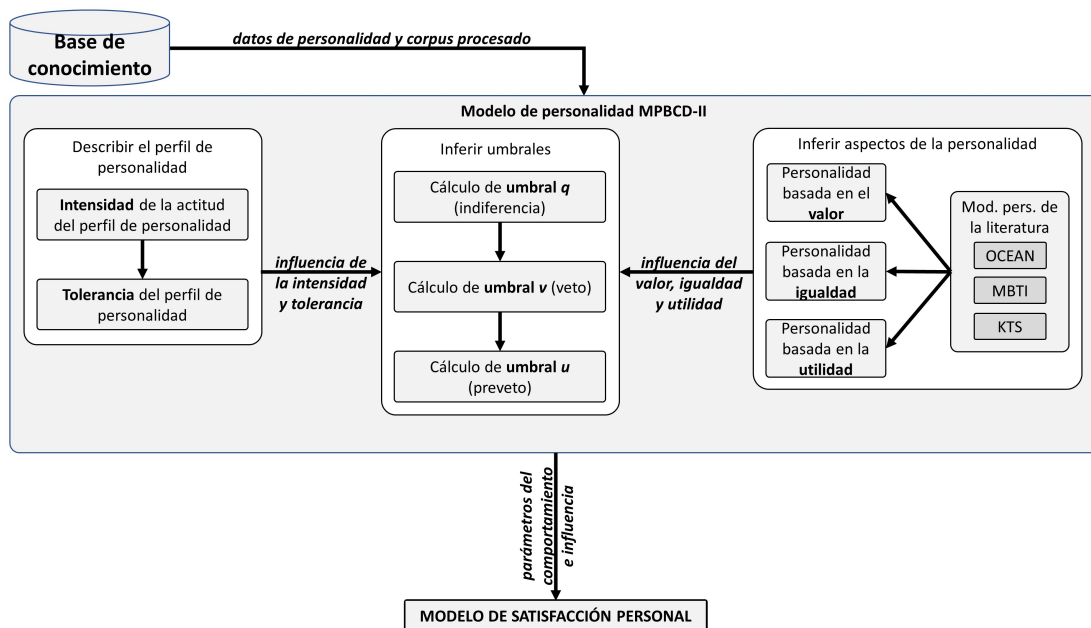 Base de
conocimiento
datos de personalidad y corpus procesado
Modelo de personalidad MPBCD-II
Describir el perfil de
personalidad
Intensidad de la actitud
del perfil de personalidad
Tolerancia del perfil de
personalidad
influencia de
la intensidad
y tolerancia
Inferir umbrales
Cálculo de umbral q
(indiferencia)
Cálculo de umbral v (veto)
Cálculo de umbral u
(preveto)
influencia del
valor, igualdad
y utilidad
Inferir aspectos de la personalidad
Personalidad
basada en el
valor
Personalidad
basada en la
igualdad
Personalidad
basada en la
utilidad
Mod. pers. de
la literatura
OCEAN
MBTI
KTS
parámetros del
comportamiento
e influencia
MODELO DE SATISFACCIÓN PERSONAL